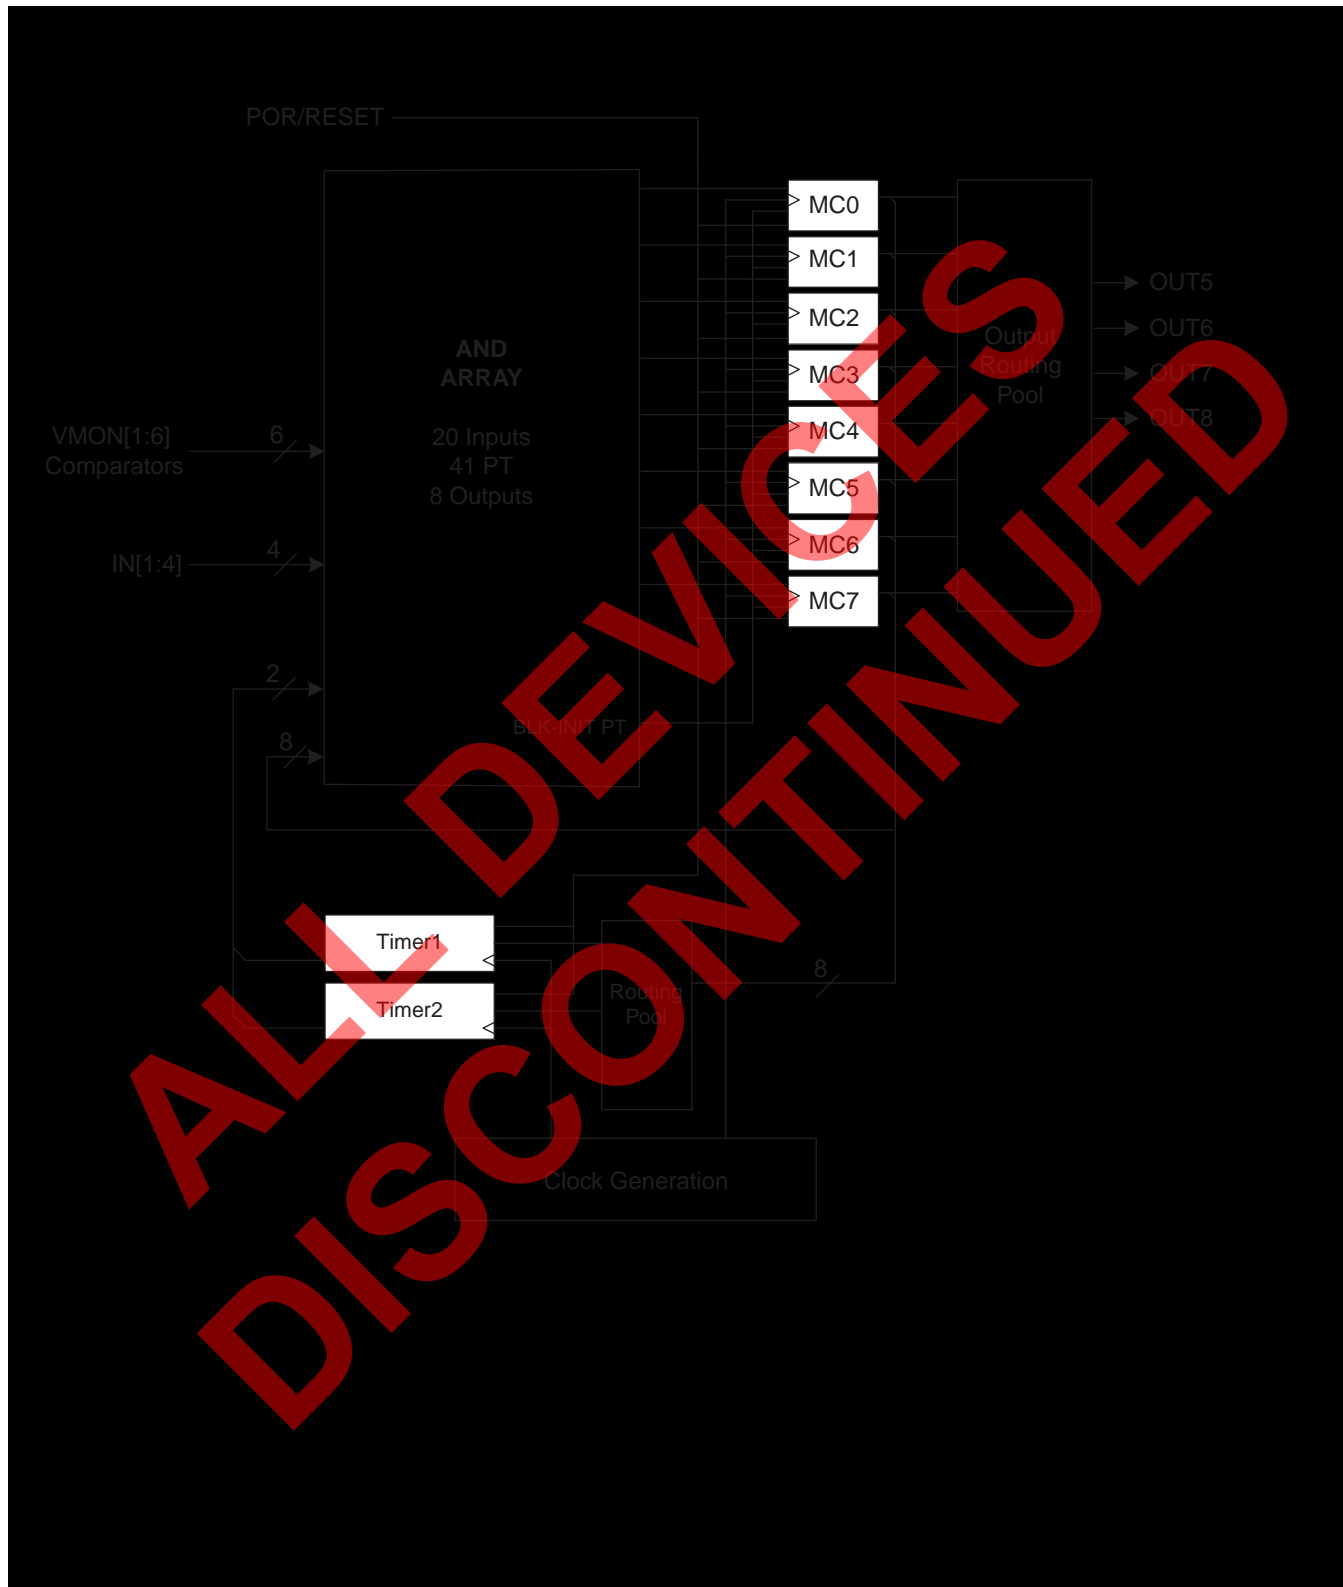 POR/RESET
MC0
MC1
MC2
MC3
MC4
MC5
MC6
MC7
Output
Routing
Pool
OUT5
OUT6
OUT7
OUT8
AND
ARRAY
20 Inputs
41 PT
8 Outputs
VMON[1:6]
Comparators
6
IN[1:4]
4
2
8
BLK-INIT PT
Timer1
Timer2
Routing
Pool
8
Clock Generation
ALL DEVICES
DISCONTINUED